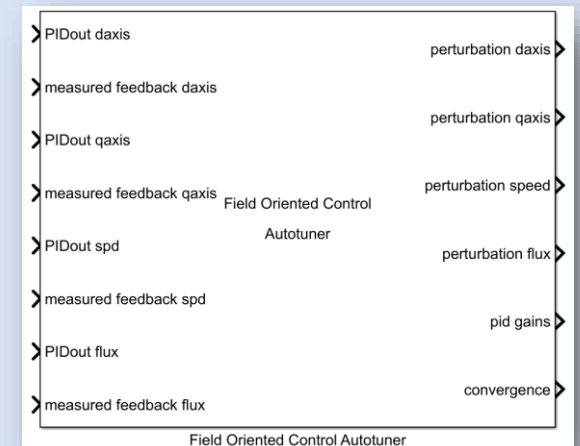 PIDout daxis
measured feedback daxis
PIDout qaxis
measured feedback qaxis
PIDout spd
measured feedback spd
PIDout flux
measured feedback flux
Field Oriented Control
Autotuner
perturbation daxis
perturbation qaxis
perturbation speed
perturbation flux
pid gains
convergence
Field Oriented Control Autotuner